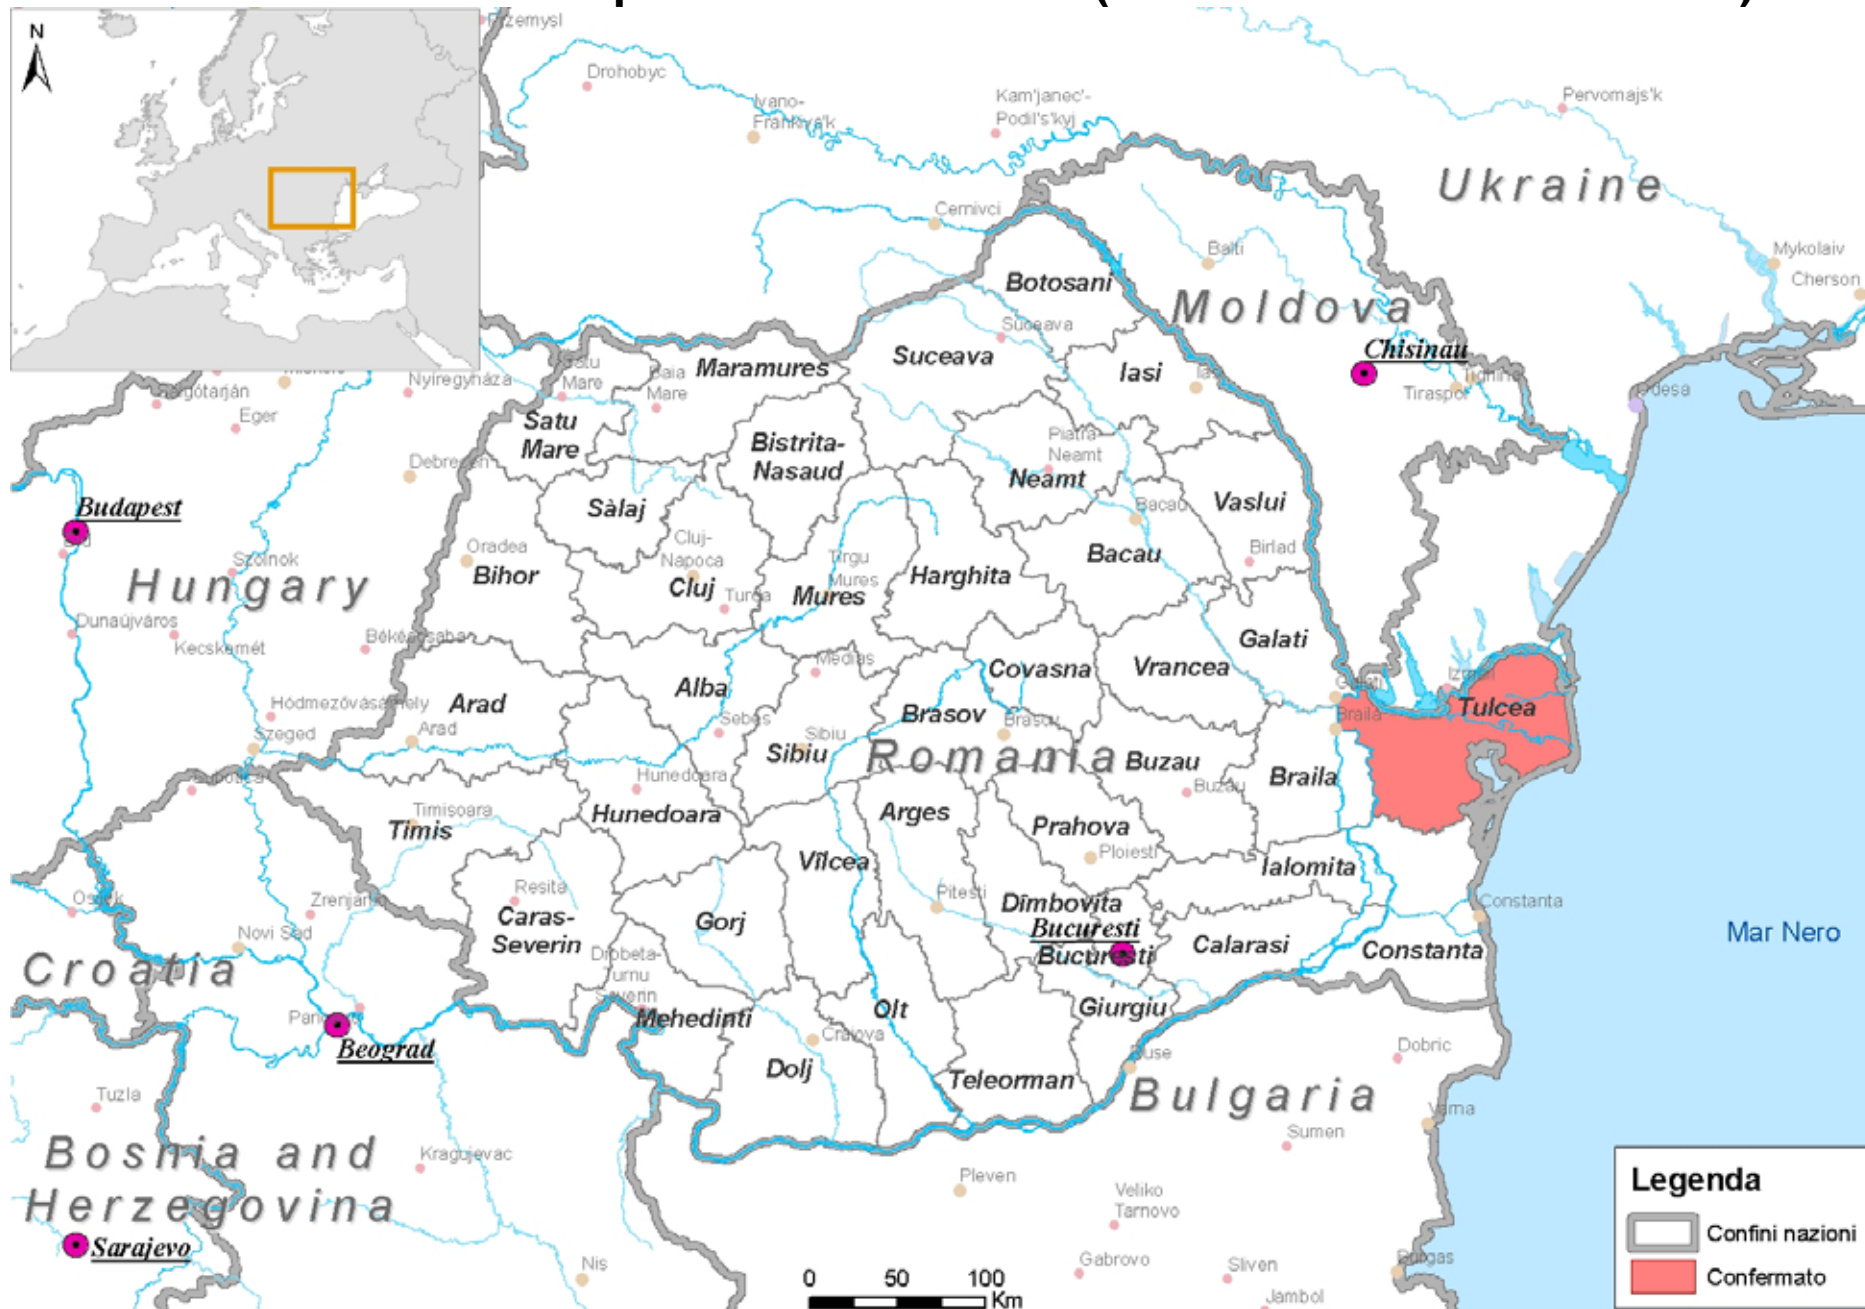 N
Przemysl
Drohobyc
Ivano-
Frankivs'k
Kam'janec'-
Podil's'kyj
Pervomajs'k
Ukraine
Cernivci
Balti
Mykolaiv
Cherson
Botosani
Moldova
Suceava
Suceava
Chisinau
Iasi
Tiraspol
Odesa
Maramures
Satu
Mare
Baia
Mare
Nyíregyháza
Eger
Satu
Mare
Bistrita-
Nasaud
Piatra-
Neamt
Neamt
Debrecen
Vaslui
Budapest
Sàlaj
Bacau
Bacau
Birlad
Cluj-
Napoca
Cluj
Turda
Oradea
Bihor
Tirgu
Mures
Mures
Harghita
Szolnok
Hungary
Dunaújváros
Kecskemét
Békéscsaba
Galati
Covasna
Vrancea
Medias
Alba
Arad
Hódmezõvásárhely
Szeged
Arad
Sebes
Sibiu
Sibiu
Brasov
Brasov
Galati
Braila
Izmail
Tulcea
Romania
Buzau
Buzau
Braila
Hunedoara
Hunedoara
Timisoara
Timis
Arges
Prahova
Ploiesti
Vîlcea
Ialomita
Resita
Caras-
Severin
Gorj
Pitesti
Dîmbovita
Bucuresti
Bucuresti
Calarasi
Constanta
Constanta
Mar Nero
Osijek
Zrenjanin
Novi Sad
Croatia
Drobeta-
Turnu
Severin
Mehedinti
Olt
Giurgiu
Craiova
Dolj
Teleorman
Ruse
Dobric
Pancevo
Beograd
Bulgaria
Varna
Sumen
Tuzla
Bosnia and
Herzegovina
Sarajevo
Kragujevac
Pleven
Veliko
Tarnovo
Gabrovo
Sliven
Jambol
Burgas
Nis
0 50 100
Km
Legenda
Confini nazioni
Confermato